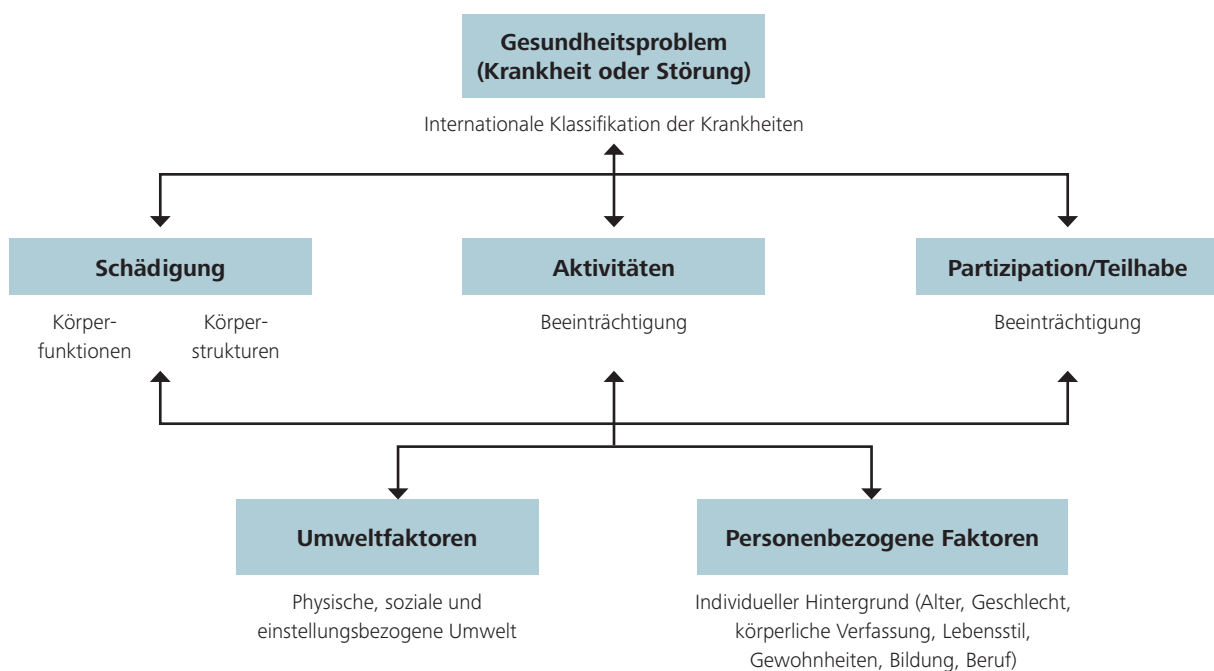 Gesundheitsproblem
(Krankheit oder Störung)
Internationale Klassifikation der Krankheiten
Schädigung
Körper-
funktionen
Körper-
strukturen
Aktivitäten
Beeinträchtigung
Partizipation/Teilhabe
Beeinträchtigung
Umweltfaktoren
Physische, soziale und
einstellungsbezogene Umwelt
Personenbezogene Faktoren
Individueller Hintergrund (Alter, Geschlecht,
körperliche Verfassung, Lebensstil,
Gewohnheiten, Bildung, Beruf)